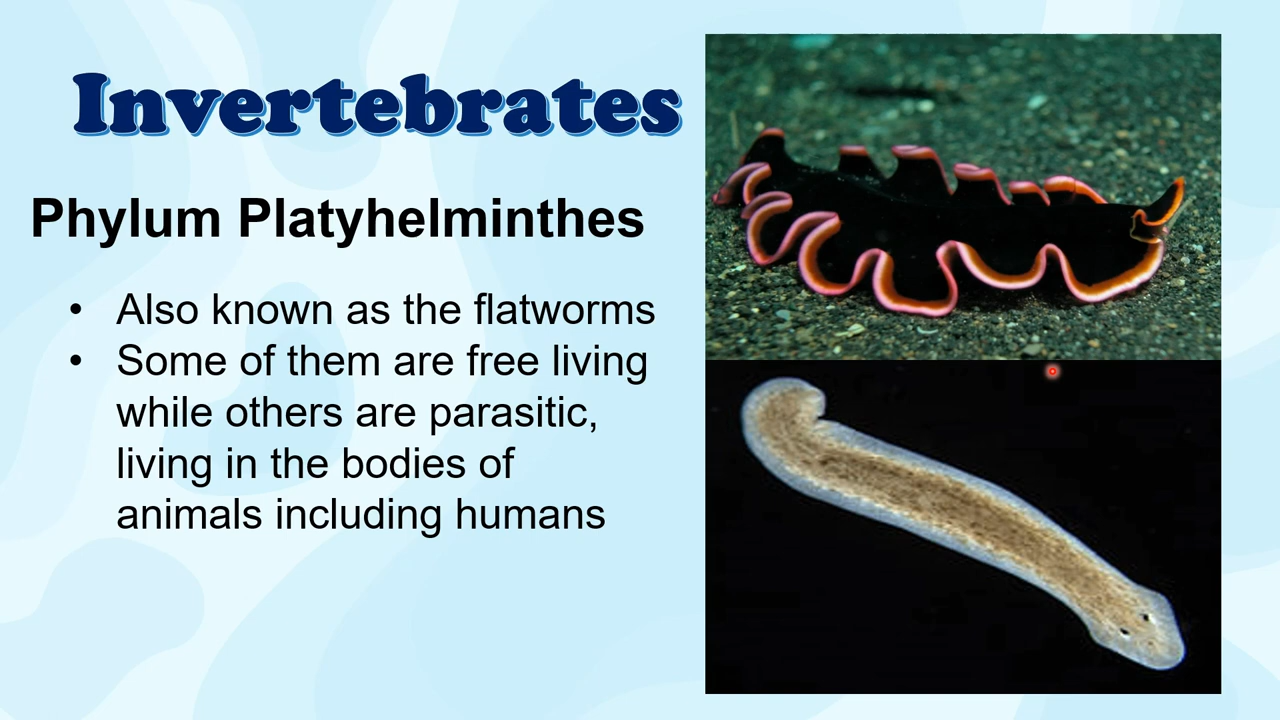 Invertebrates
Phylum Platyhelminthes
• Also known as the flatworms
• Some of them are free living
while others are parasitic,
living in the bodies of
animals including humans